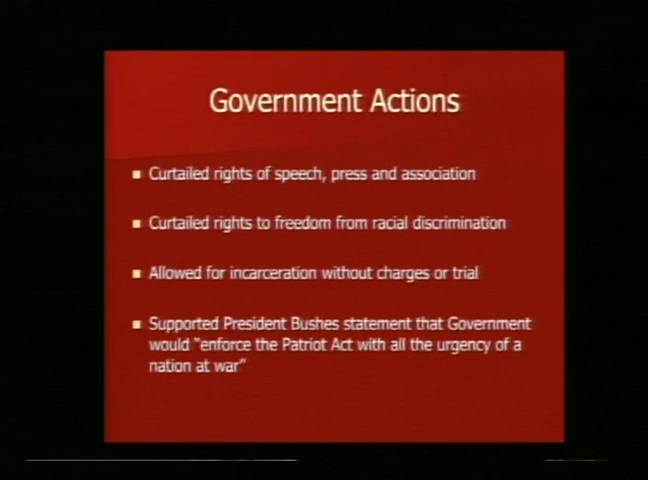 Government Actions
Curtailed rights of speech, press and association
Curtailed rights to freedom from racial discrimination
Allowed for incarceration without charges or trial
Supported President Bushes statement that Government
would “enforce the Patriot Act with all the urgency of a
nation at war”